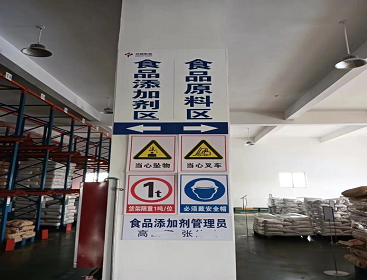 食品添加剂区
食品原料区
当心坠物
当心叉车
1t
货架限重1吨/位
必须戴安全帽
食品添加剂管理员
高 张